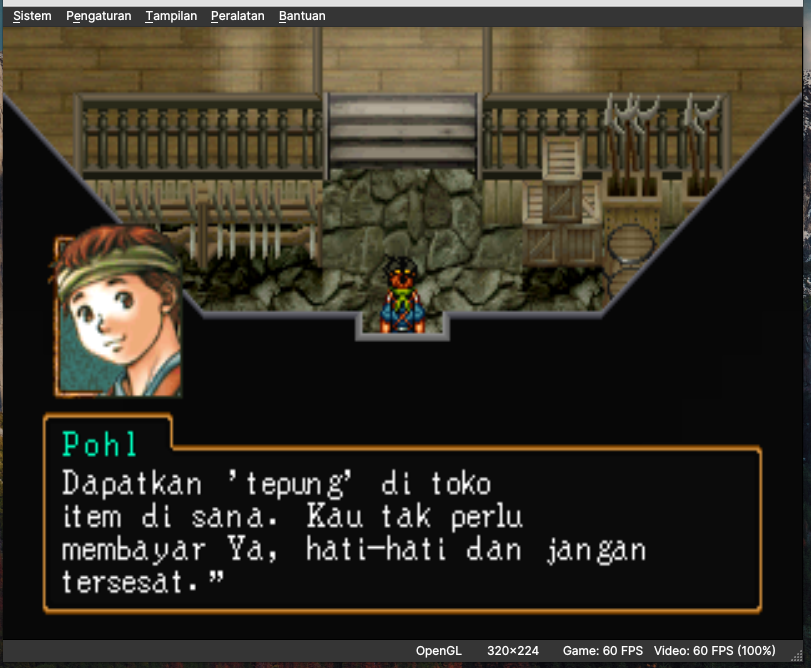 Sistem Pengaturan Tampilan Peralatan Bantuan
Pohl
Dapatkan 'tepung' di toko
item di sana. Kau tak perlu
membayar Ya, hati-hati dan jangan
tersesat.”
OpenGL 320×224 Game: 60 FPS Video: 60 FPS (100%)